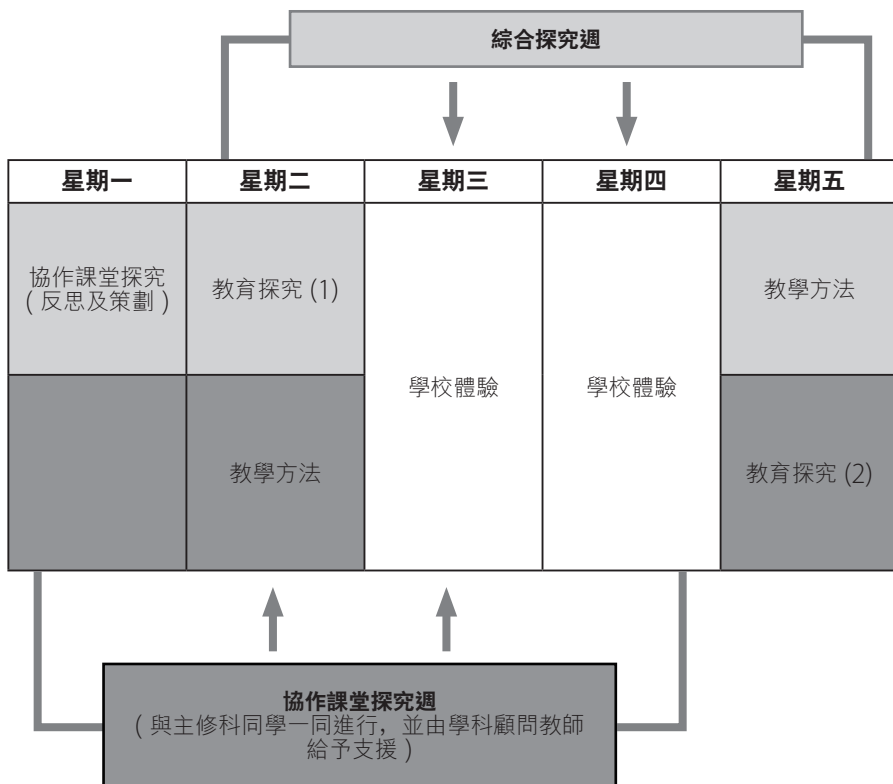 綜合探究週
星期一
星期二
星期三
星期四
星期五
協作課堂探究
( 反思及策劃 )
教育探究 (1)
學校體驗
學校體驗
教學方法
教學方法
教育探究 (2)
協作課堂探究週
( 與主修科同學一同進行，並由學科顧問教師
給予支援 )